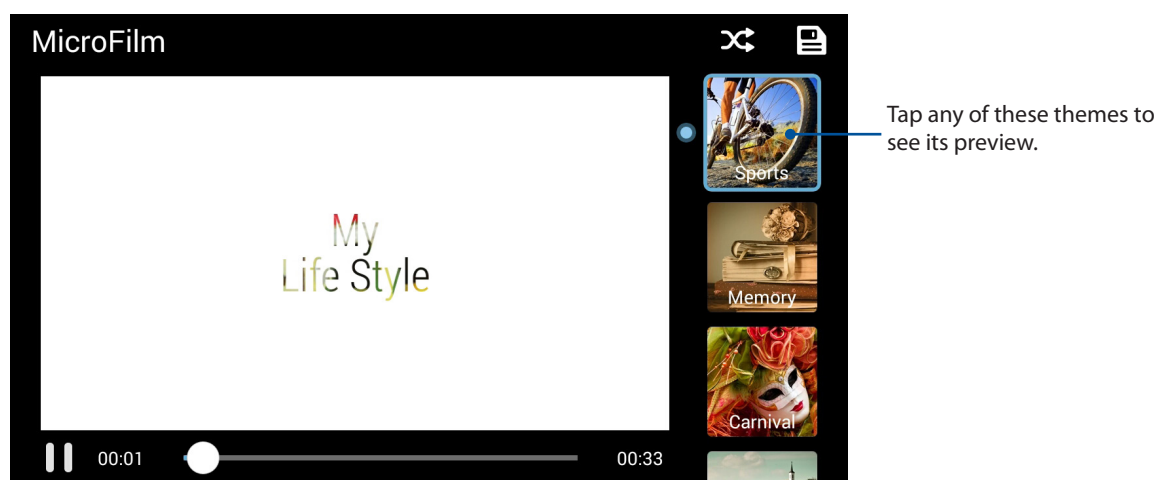 MicroFilm
My
Life Style
00:01
00:33
Sports
Memory
Carnival
Tap any of these themes to
see its preview.